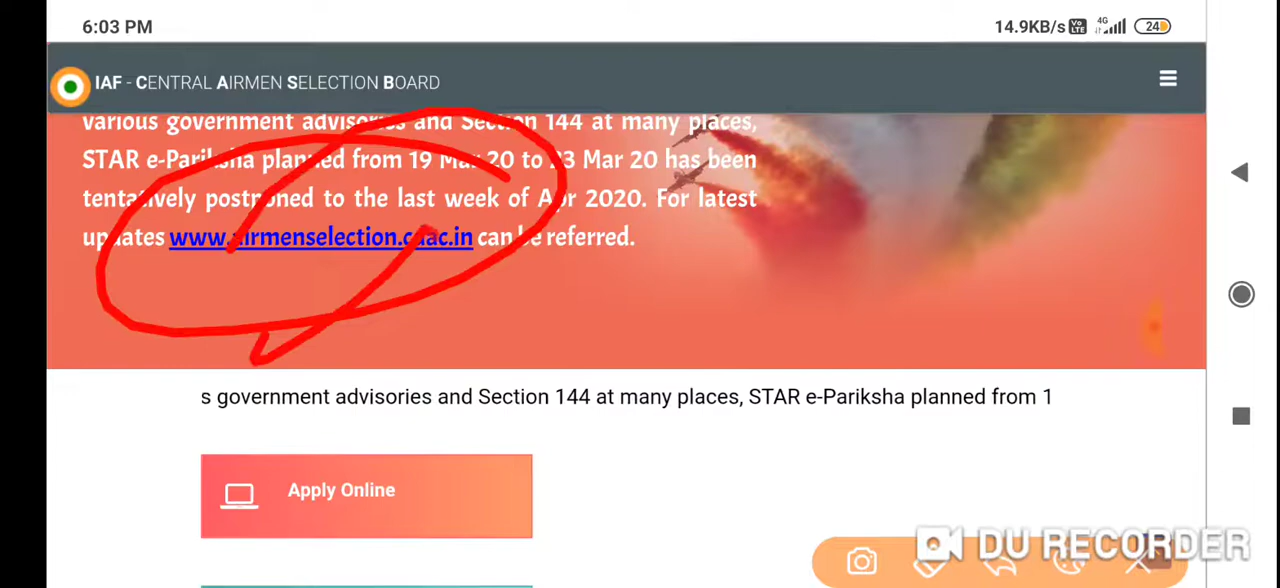 6:03 PM 14.9KB/s Vo LTE 4G 24
IAF - CENTRAL AIRMEN SELECTION BOARD
various government advisories and Section 144 at many places,
STAR e-Pariksha planned from 19 Mar 20 to 23 Mar 20 has been
tentatively postponed to the last week of Apr 2020. For latest
updates www.airmenselection.cdac.in can be referred.
s government advisories and Section 144 at many places, STAR e-Pariksha planned from 1
Apply Online
DU RECORDER